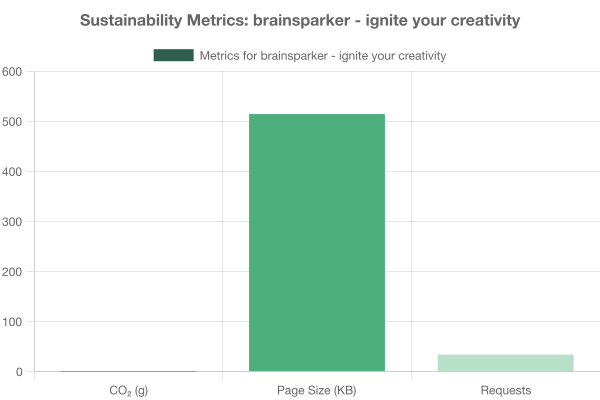 Sustainability Metrics: brainsparker - ignite your creativity
Metrics for brainsparker - ignite your creativity
600
500
400
300
200
100
0
CO₂ (g)
Page Size (KB)
Requests